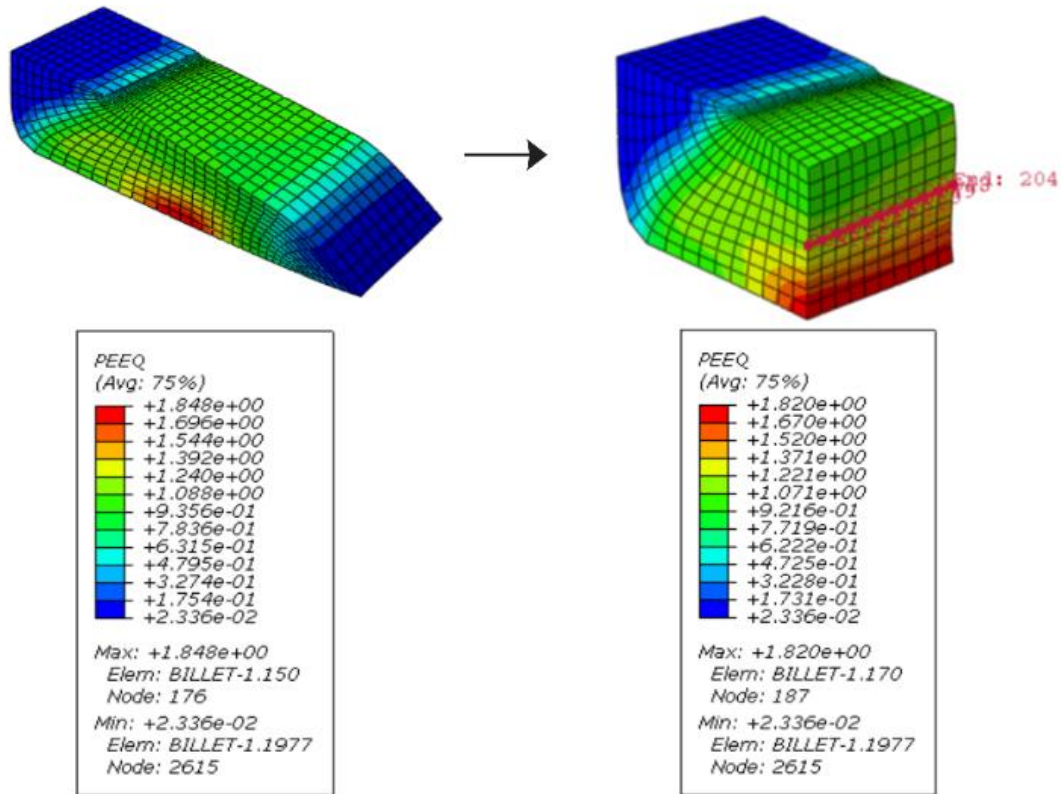 End: 204
PEEQ
(Avg: 75%)
+1.848e+00
+1.696e+00
+1.544e+00
+1.392e+00
+1.240e+00
+1.088e+00
+9.356e-01
+7.836e-01
+6.315e-01
+4.795e-01
+3.274e-01
+1.754e-01
+2.336e-02
Max: +1.848e+00
Elem: BILLET-1.150
Node: 176
Min: +2.336e-02
Elem: BILLET-1.1977
Node: 2615
PEEQ
(Avg: 75%)
+1.820e+00
+1.670e+00
+1.520e+00
+1.371e+00
+1.221e+00
+1.071e+00
+9.216e-01
+7.719e-01
+6.222e-01
+4.725e-01
+3.228e-01
+1.731e-01
+2.336e-02
Max: +1.820e+00
Elem: BILLET-1.170
Node: 187
Min: +2.336e-02
Elem: BILLET-1.1977
Node: 2615